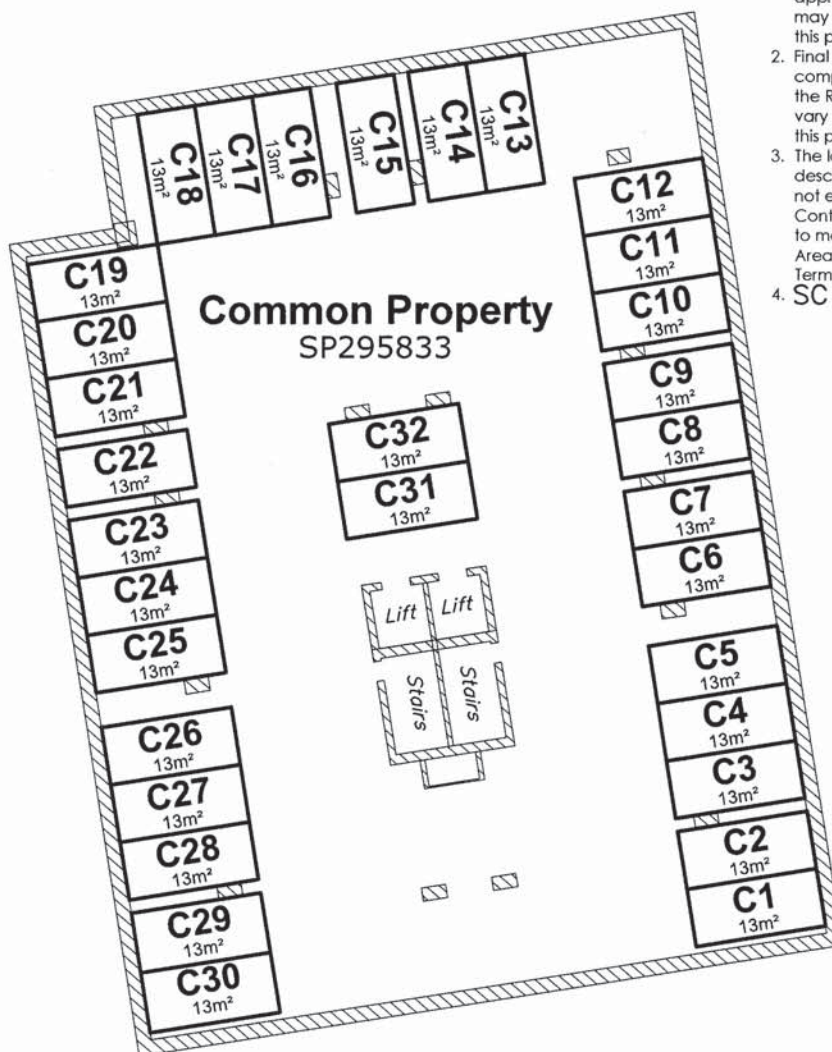 appr
may
this p
2. Final
comp
the R
vary
this p
3. The l
desc
not e
Cont
to m
Area
Term
4. SC
C18
13m²
C17
13m²
C16
13m²
C15
13m²
C14
13m²
C13
13m²
C12
13m²
C11
13m²
C10
13m²
C9
13m²
C8
13m²
C7
13m²
C6
13m²
C5
13m²
C4
13m²
C3
13m²
C2
13m²
C1
13m²
Common Property
SP295833
C32
13m²
C31
13m²
Lift
Lift
Stairs
Stairs
C19
13m²
C20
13m²
C21
13m²
C22
13m²
C23
13m²
C24
13m²
C25
13m²
C26
13m²
C27
13m²
C28
13m²
C29
13m²
C30
13m²